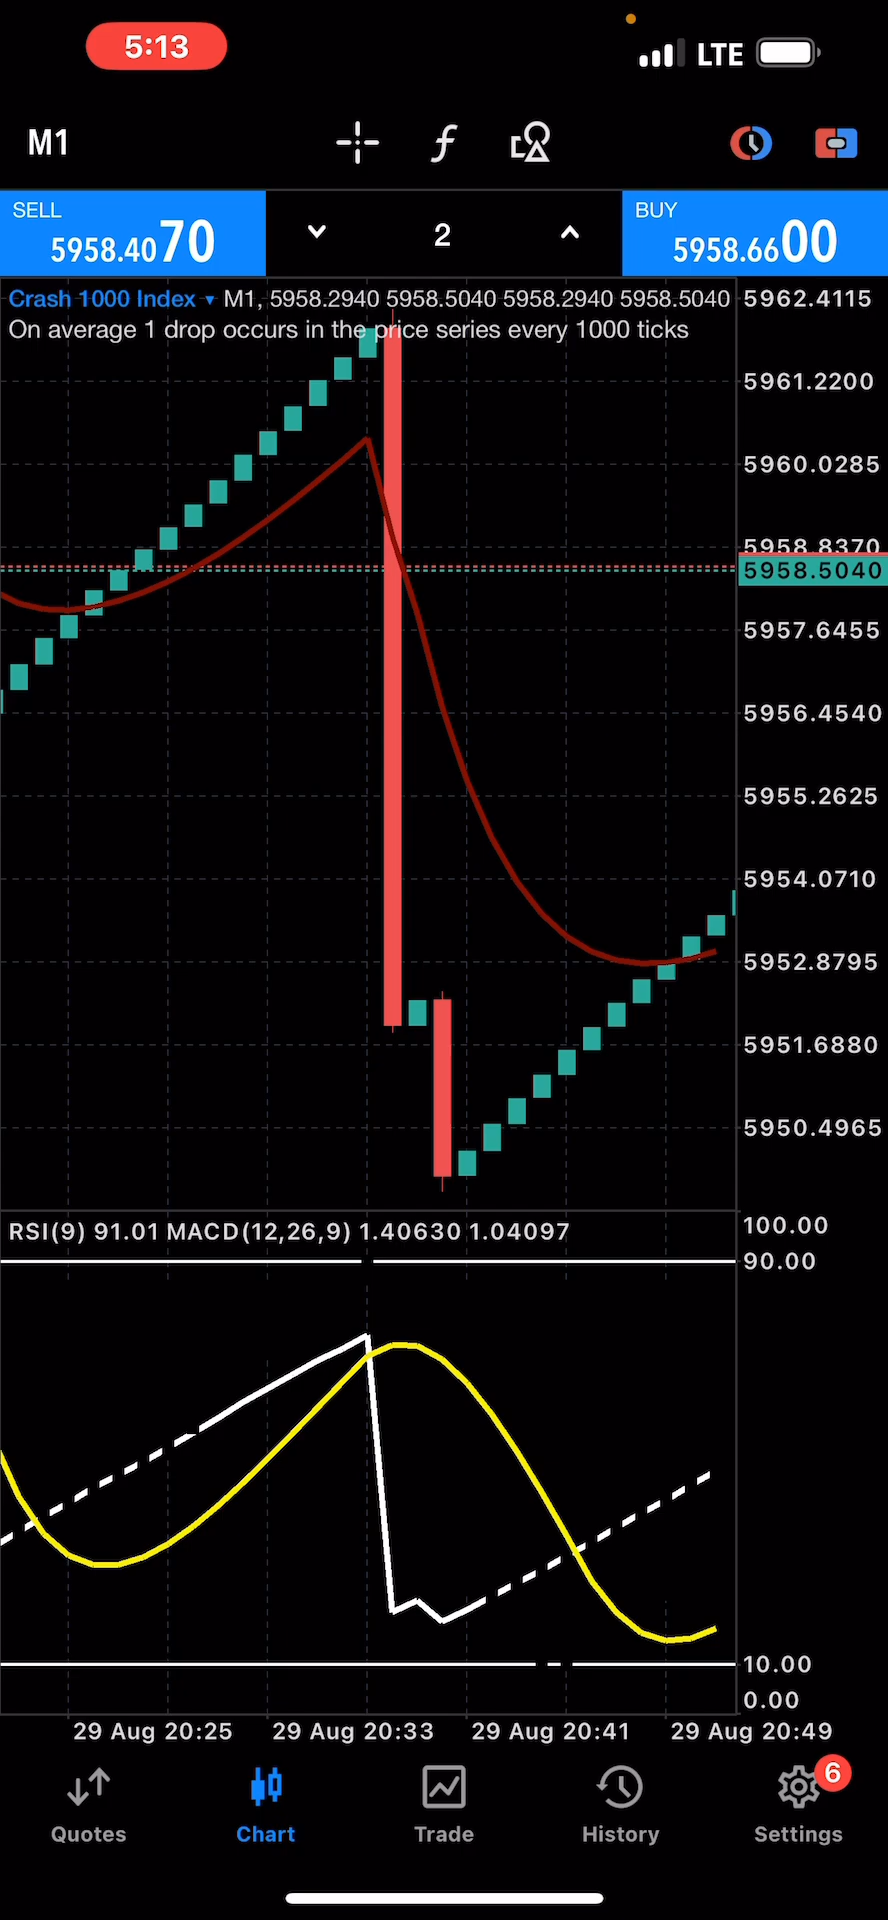 5:13 LTE
M1
SELL 5958.4070 2 BUY 5958.6600
Crash 1000 Index ▾ M1, 5958.2940 5958.5040 5958.2940 5958.5040
On average 1 drop occurs in the price series every 1000 ticks
5962.4115
5961.2200
5960.0285
5958.8370
5958.5040
5957.6455
5956.4540
5955.2625
5954.0710
5952.8795
5951.6880
5950.4965
RSI(9) 91.01 MACD(12,26,9) 1.40630 1.04097
100.00
90.00
10.00
0.00
29 Aug 20:25 29 Aug 20:33 29 Aug 20:41 29 Aug 20:49
6
Quotes Chart Trade History Settings